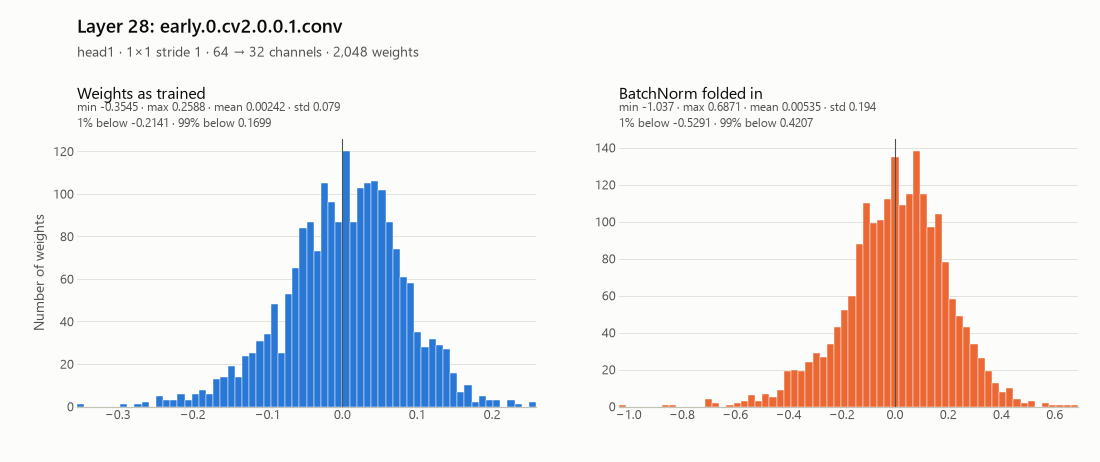 Layer 28: early.0.cv2.0.0.1.conv
head1 · 1×1 stride 1 · 64 → 32 channels · 2,048 weights
Weights as trained
min -0.3545 · max 0.2588 · mean 0.00242 · std 0.079
1% below -0.2141 · 99% below 0.1699
Number of weights
120
100
80
60
40
20
0
−0.3 −0.2 −0.1 0.0 0.1 0.2
BatchNorm folded in
min -1.037 · max 0.6871 · mean 0.00535 · std 0.194
1% below -0.5291 · 99% below 0.4207
140
120
100
80
60
40
20
0
−1.0 −0.8 −0.6 −0.4 −0.2 0.0 0.2 0.4 0.6